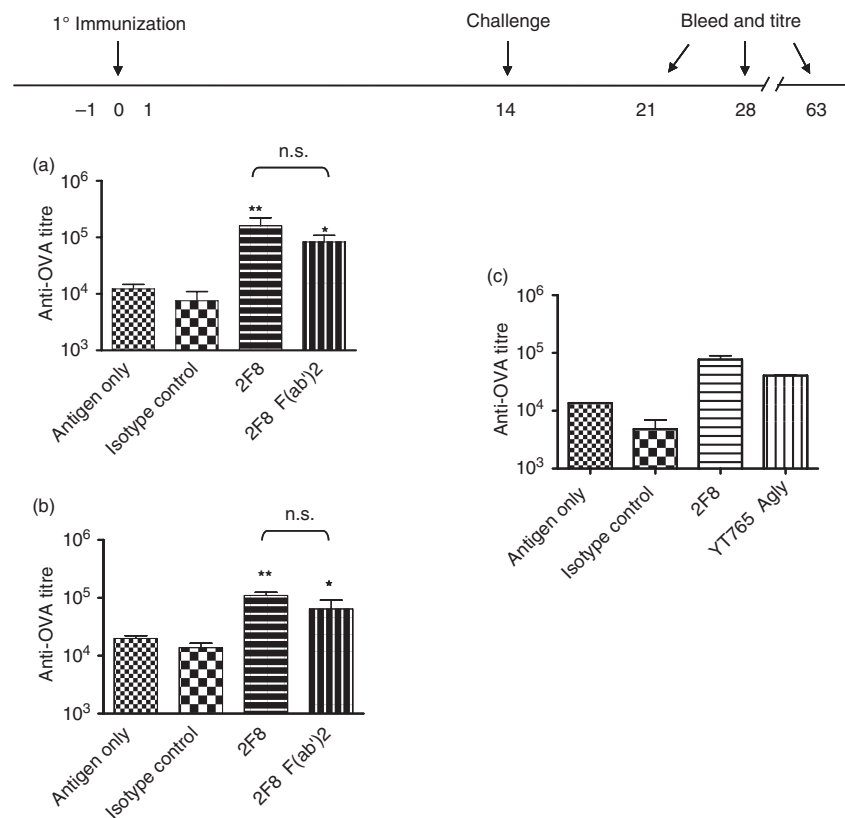 1° Immunization Challenge Bleed and titre
–1 0 1 14 21 28 63
(a)
n.s.
Anti-OVA titre
10⁶
10⁵
10⁴
10³
** *
Antigen only
Isotype control
2F8
2F8 F(ab')2
(b)
n.s.
Anti-OVA titre
10⁶
10⁵
10⁴
10³
** *
Antigen only
Isotype control
2F8
2F8 F(ab')2
(c)
Anti-OVA titre
10⁶
10⁵
10⁴
10³
Antigen only
Isotype control
2F8
YT765 Agly